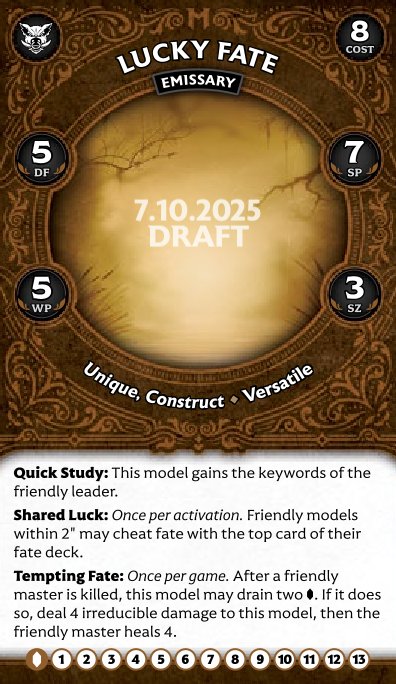 LUCKY FATE
8
COST
EMISSARY
5
DF
7
SP
7.10.2025
DRAFT
5
WP
3
SZ
Unique, Construct ◆ Versatile
Quick Study: This model gains the keywords of the
friendly leader.
Shared Luck: Once per activation. Friendly models
within 2" may cheat fate with the top card of their
fate deck.
Tempting Fate: Once per game. After a friendly
master is killed, this model may drain two ⬮. If it does
so, deal 4 irreducible damage to this model, then the
friendly master heals 4.
1 2 3 4 5 6 7 8 9 10 11 12 13